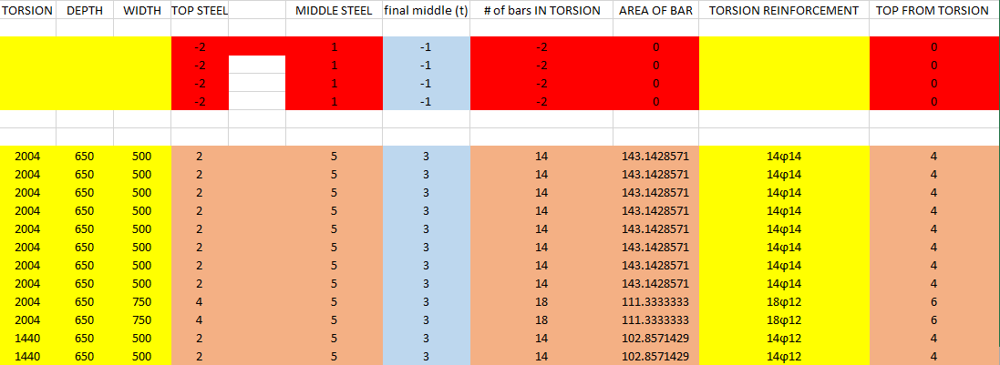 TORSION DEPTH WIDTH TOP STEEL MIDDLE STEEL final middle (t) # of bars IN TORSION AREA OF BAR TORSION REINFORCEMENT TOP FROM TORSION
-2 1 -1 -2 0 0
-2 1 -1 -2 0 0
-2 1 -1 -2 0 0
-2 1 -1 -2 0 0
2004 650 500 2 5 3 14 143.1428571 14φ14 4
2004 650 500 2 5 3 14 143.1428571 14φ14 4
2004 650 500 2 5 3 14 143.1428571 14φ14 4
2004 650 500 2 5 3 14 143.1428571 14φ14 4
2004 650 500 2 5 3 14 143.1428571 14φ14 4
2004 650 500 2 5 3 14 143.1428571 14φ14 4
2004 650 500 2 5 3 14 143.1428571 14φ14 4
2004 650 500 2 5 3 14 143.1428571 14φ14 4
2004 650 750 4 5 3 18 111.3333333 18φ12 6
2004 650 750 4 5 3 18 111.3333333 18φ12 6
1440 650 500 2 5 3 14 102.8571429 14φ12 4
1440 650 500 2 5 3 14 102.8571429 14φ12 4